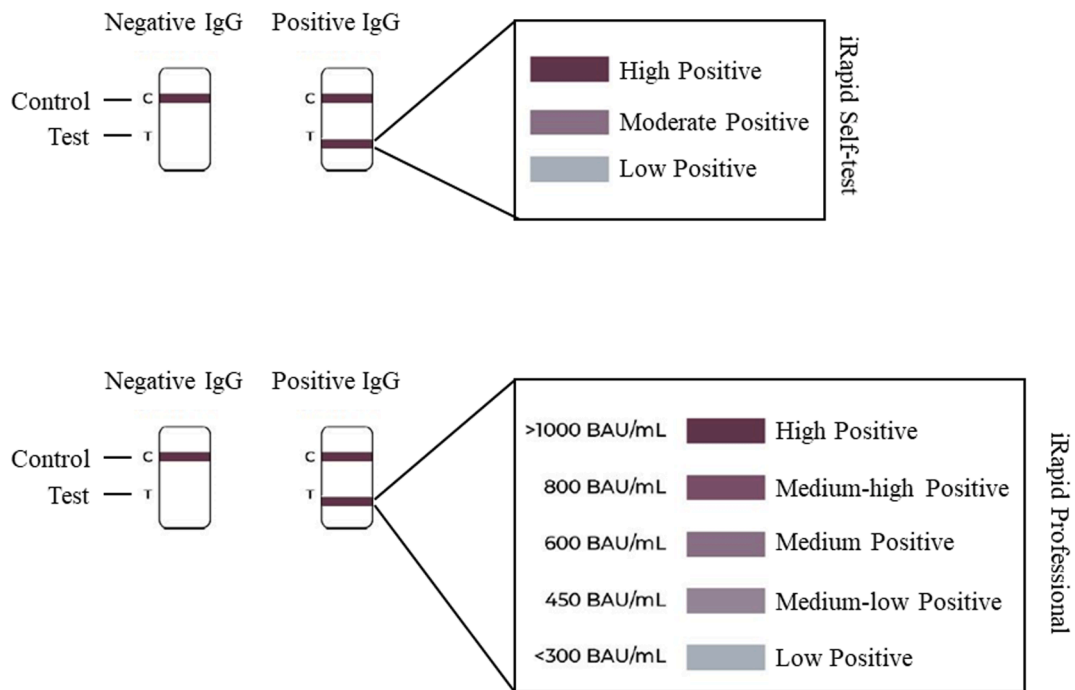 Negative IgG
Positive IgG
Control
C
C
Test
T
T
High Positive
Moderate Positive
Low Positive
iRapid Self-test
Negative IgG
Positive IgG
Control
C
C
Test
T
T
>1000 BAU/mL High Positive
800 BAU/mL Medium-high Positive
600 BAU/mL Medium Positive
450 BAU/mL Medium-low Positive
<300 BAU/mL Low Positive
iRapid Professional